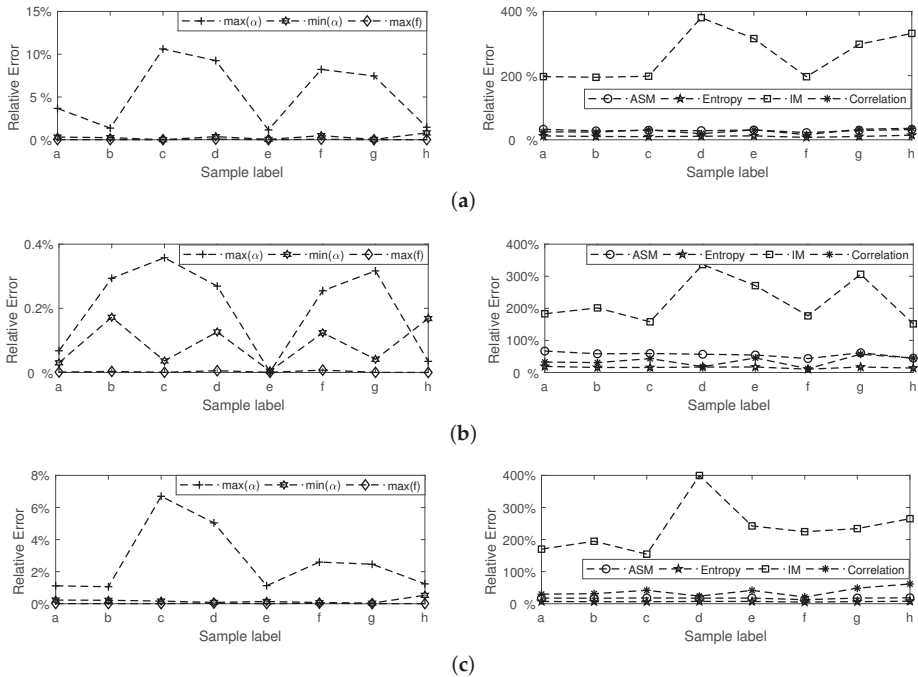 15%
10%
5 %
0 %
Relative Error
max(α) min(α) max(f)
a b c d e f g h
Sample label
400 %
200 %
0 %
Relative Error
ASM Entropy IM Correlation
a b c d e f g h
Sample label
(a)
0.4%
0.2%
0 %
Relative Error
max(α) min(α) max(f)
a b c d e f g h
Sample label
400%
300%
200%
100%
0 %
Relative Error
ASM Entropy IM Correlation
a b c d e f g h
Sample label
(b)
8%
6%
4%
2%
0%
Relative Error
max(α) min(α) max(f)
a b c d e f g h
Sample label
400%
300%
200%
100%
0 %
Relative Error
ASM Entropy IM Correlation
a b c d e f g h
Sample label
(c)